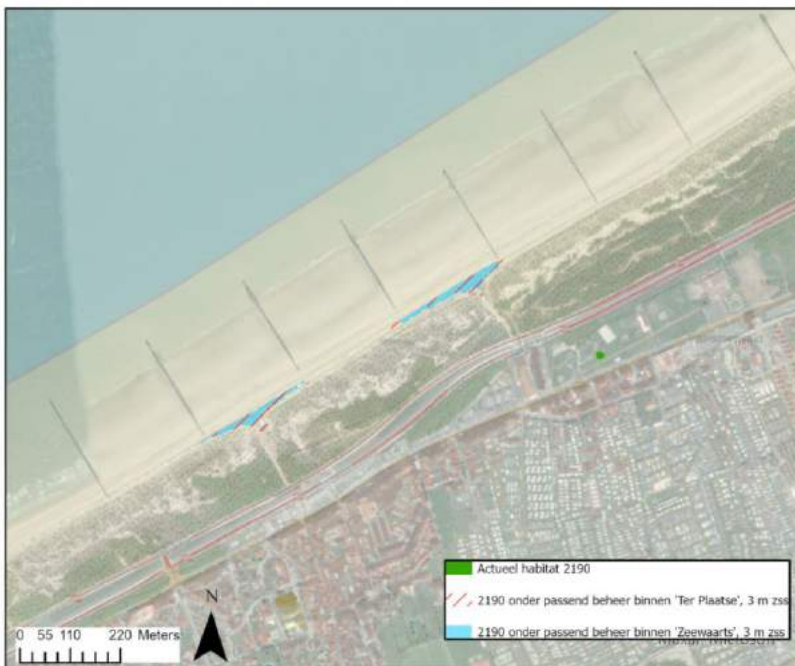 Actueel habitat 2190
2190 onder passend beheer binnen 'Ter Plaatse', 3 m zss
2190 onder passend beheer binnen 'Zeewaarts', 3 m zss
N
0 55 110 220 Meters